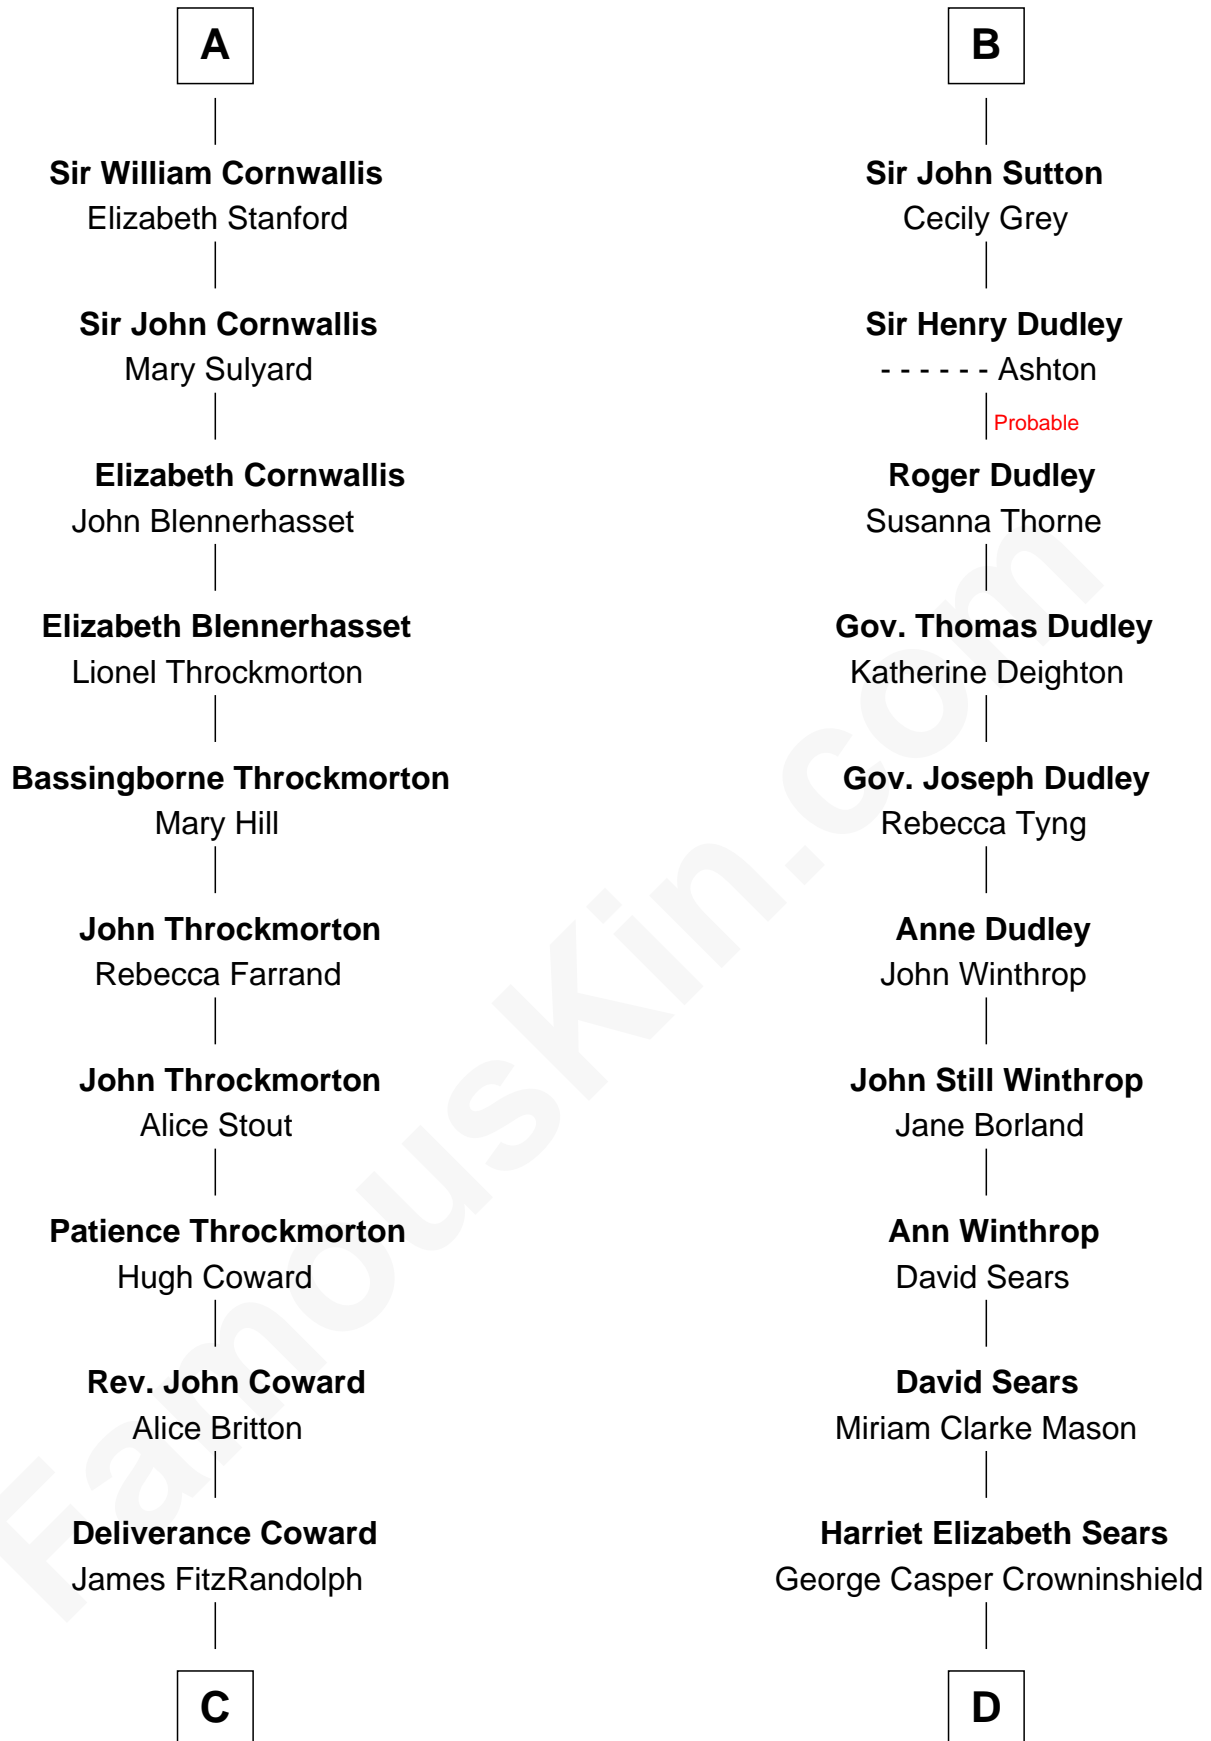 A
Sir William Cornwallis
Elizabeth Stanford
Sir John Cornwallis
Mary Sulyard
Elizabeth Cornwallis
John Blennerhasset
Elizabeth Blennerhasset
Lionel Throckmorton
Bassingborne Throckmorton
Mary Hill
John Throckmorton
Rebecca Farrand
John Throckmorton
Alice Stout
Patience Throckmorton
Hugh Coward
Rev. John Coward
Alice Britton
Deliverance Coward
James FitzRandolph
C
B
Sir John Sutton
Cecily Grey
Sir Henry Dudley
- - - - - - Ashton
Probable
Roger Dudley
Susanna Thorne
Gov. Thomas Dudley
Katherine Deighton
Gov. Joseph Dudley
Rebecca Tyng
Anne Dudley
John Winthrop
John Still Winthrop
Jane Borland
Ann Winthrop
David Sears
David Sears
Miriam Clarke Mason
Harriet Elizabeth Sears
George Casper Crowninshield
D
FamousKin.com